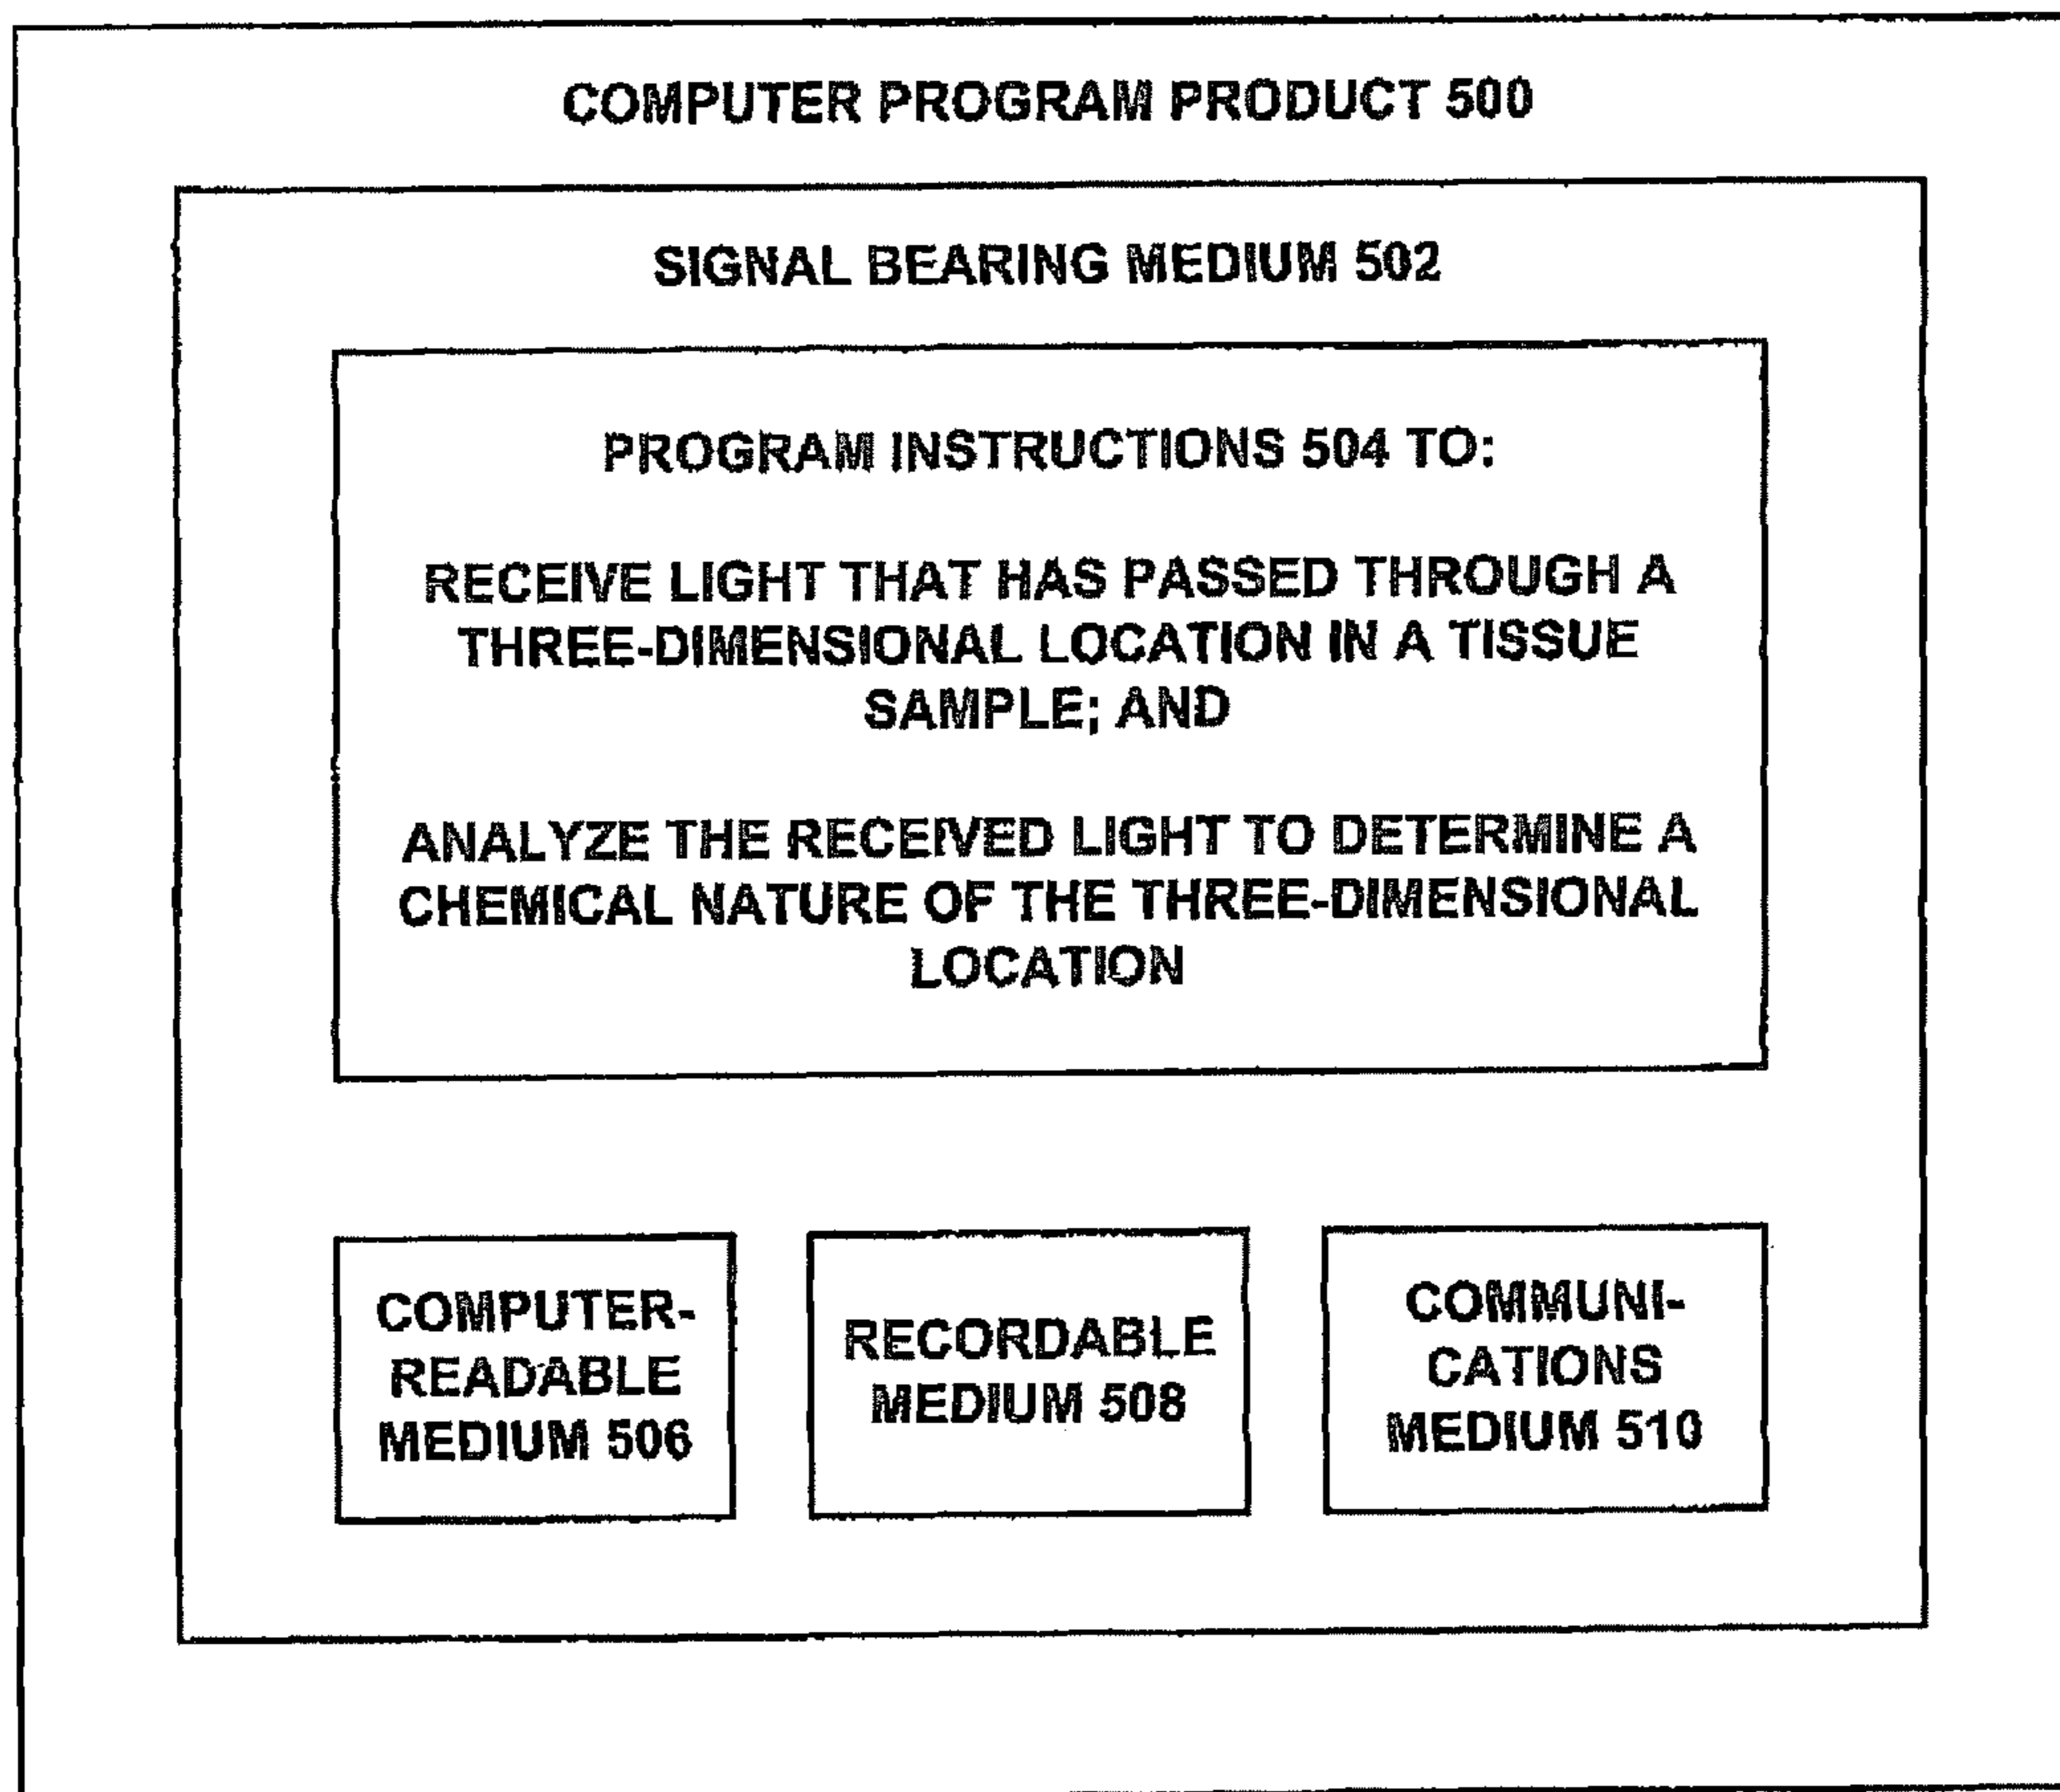 COMPUTER PROGRAM PRODUCT 500
SIGNAL BEARING MEDIUM 502
PROGRAM INSTRUCTIONS 504 TO:
RECEIVE LIGHT THAT HAS PASSED THROUGH A
THREE-DIMENSIONAL LOCATION IN A TISSUE
SAMPLE; AND
ANALYZE THE RECEIVED LIGHT TO DETERMINE A
CHEMICAL NATURE OF THE THREE-DIMENSIONAL
LOCATION
COMPUTER-
READABLE
MEDIUM 506
RECORDABLE
MEDIUM 508
COMMUNI-
CATIONS
MEDIUM 510